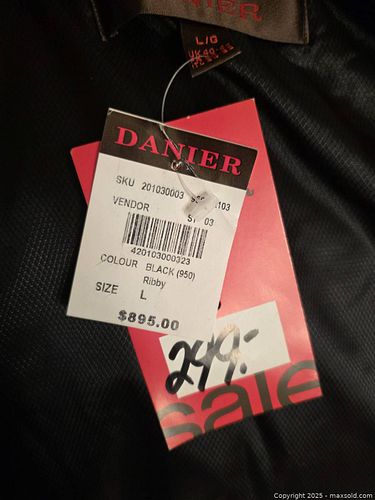 DANIER
L/G
DANIER
SKU 201030003
VENDOR
420103000323
COLOUR BLACK (950)
Ribby
SIZE L
$895.00
249.-
sale
Copyright © 2025 - maxsold.com